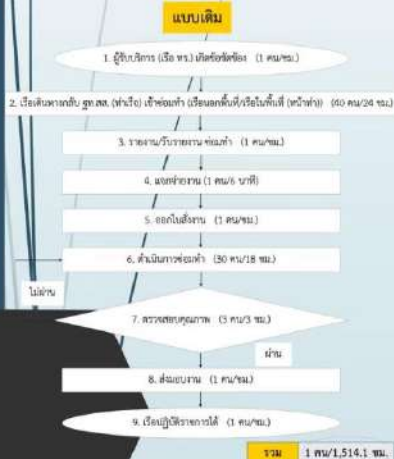 แบบเดิม
1. ผู้รับบริการ (เรือ ทร.) เกิดข้อขัดข้อง (1 คน/ชม.)
2. เรือเดินทางกลับ ฐท.สส. (ท่าเรือ) เข้าซ่อมทำ (เรือนอกพื้นที่/เรือในพื้นที่ (หน้าท่า)) (40 คน/24 ชม.)
3. รายงาน/รับรายงาน ซ่อมทำ (1 คน/ชม.)
4. แจกจ่ายงาน (1 คน/6 นาที)
5. ออกใบสั่งงาน (1 คน/ชม.)
6. ดำเนินการซ่อมทำ (30 คน/18 ชม.)
ไม่ผ่าน
7. ตรวจสอบคุณภาพ (3 คน/3 ชม.)
ผ่าน
8. ส่งมอบงาน (1 คน/ชม.)
9. เรือปฏิบัติราชการได้ (1 คน/ชม.)
รวม 1 คน/1,514.1 ชม.